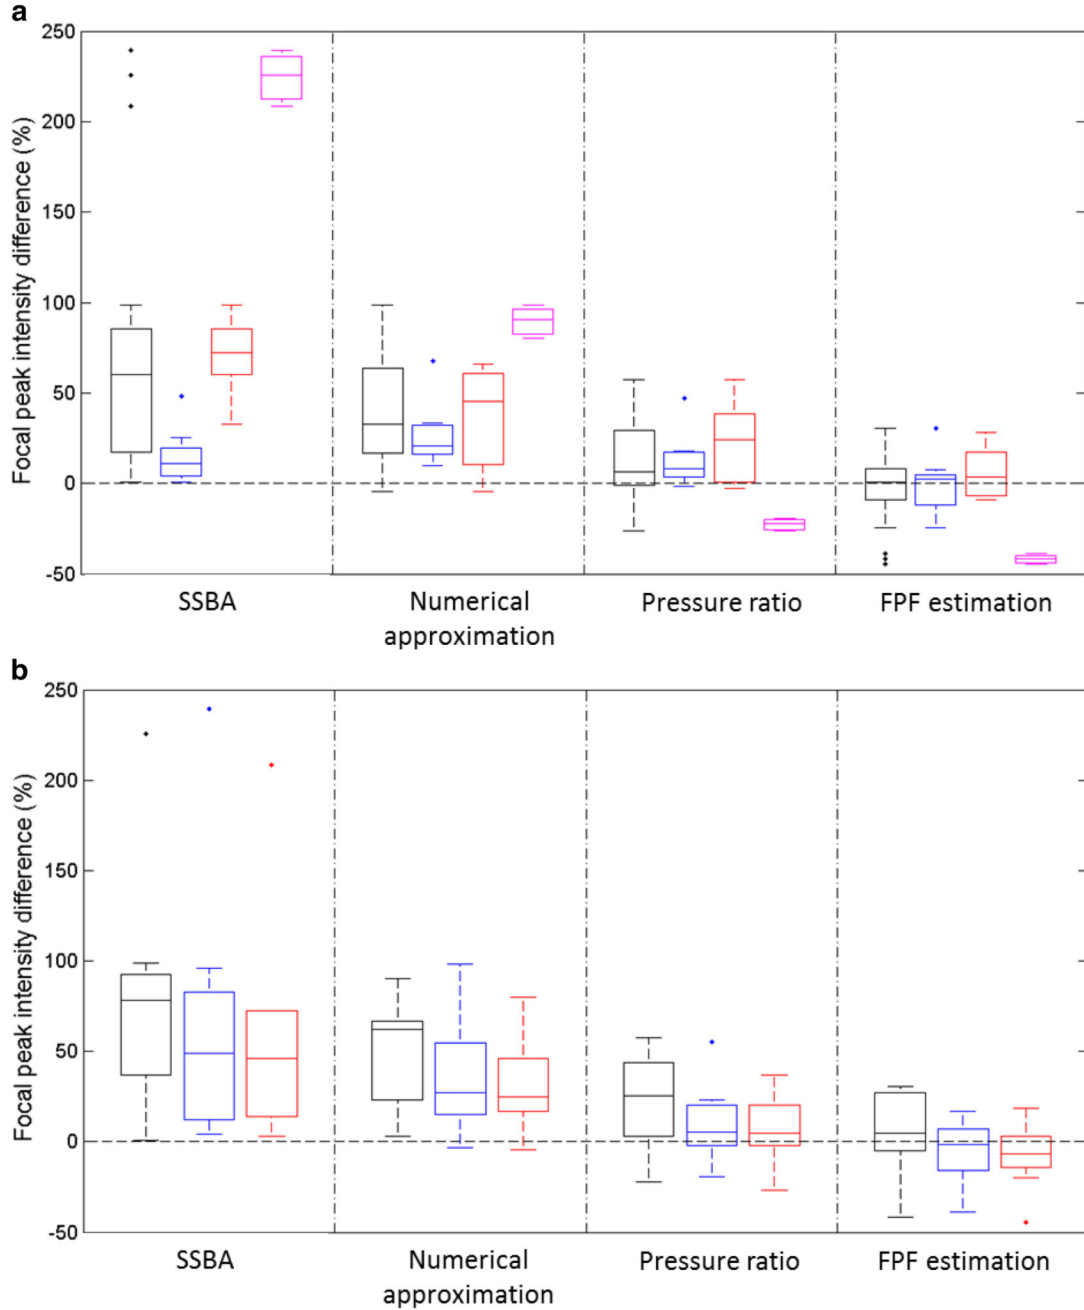 a
Focal peak intensity difference (%)
250
200
150
100
50
0
-50
SSBA
Numerical
approximation
Pressure ratio
FPF estimation
b
Focal peak intensity difference (%)
250
200
150
100
50
0
-50
SSBA
Numerical
approximation
Pressure ratio
FPF estimation